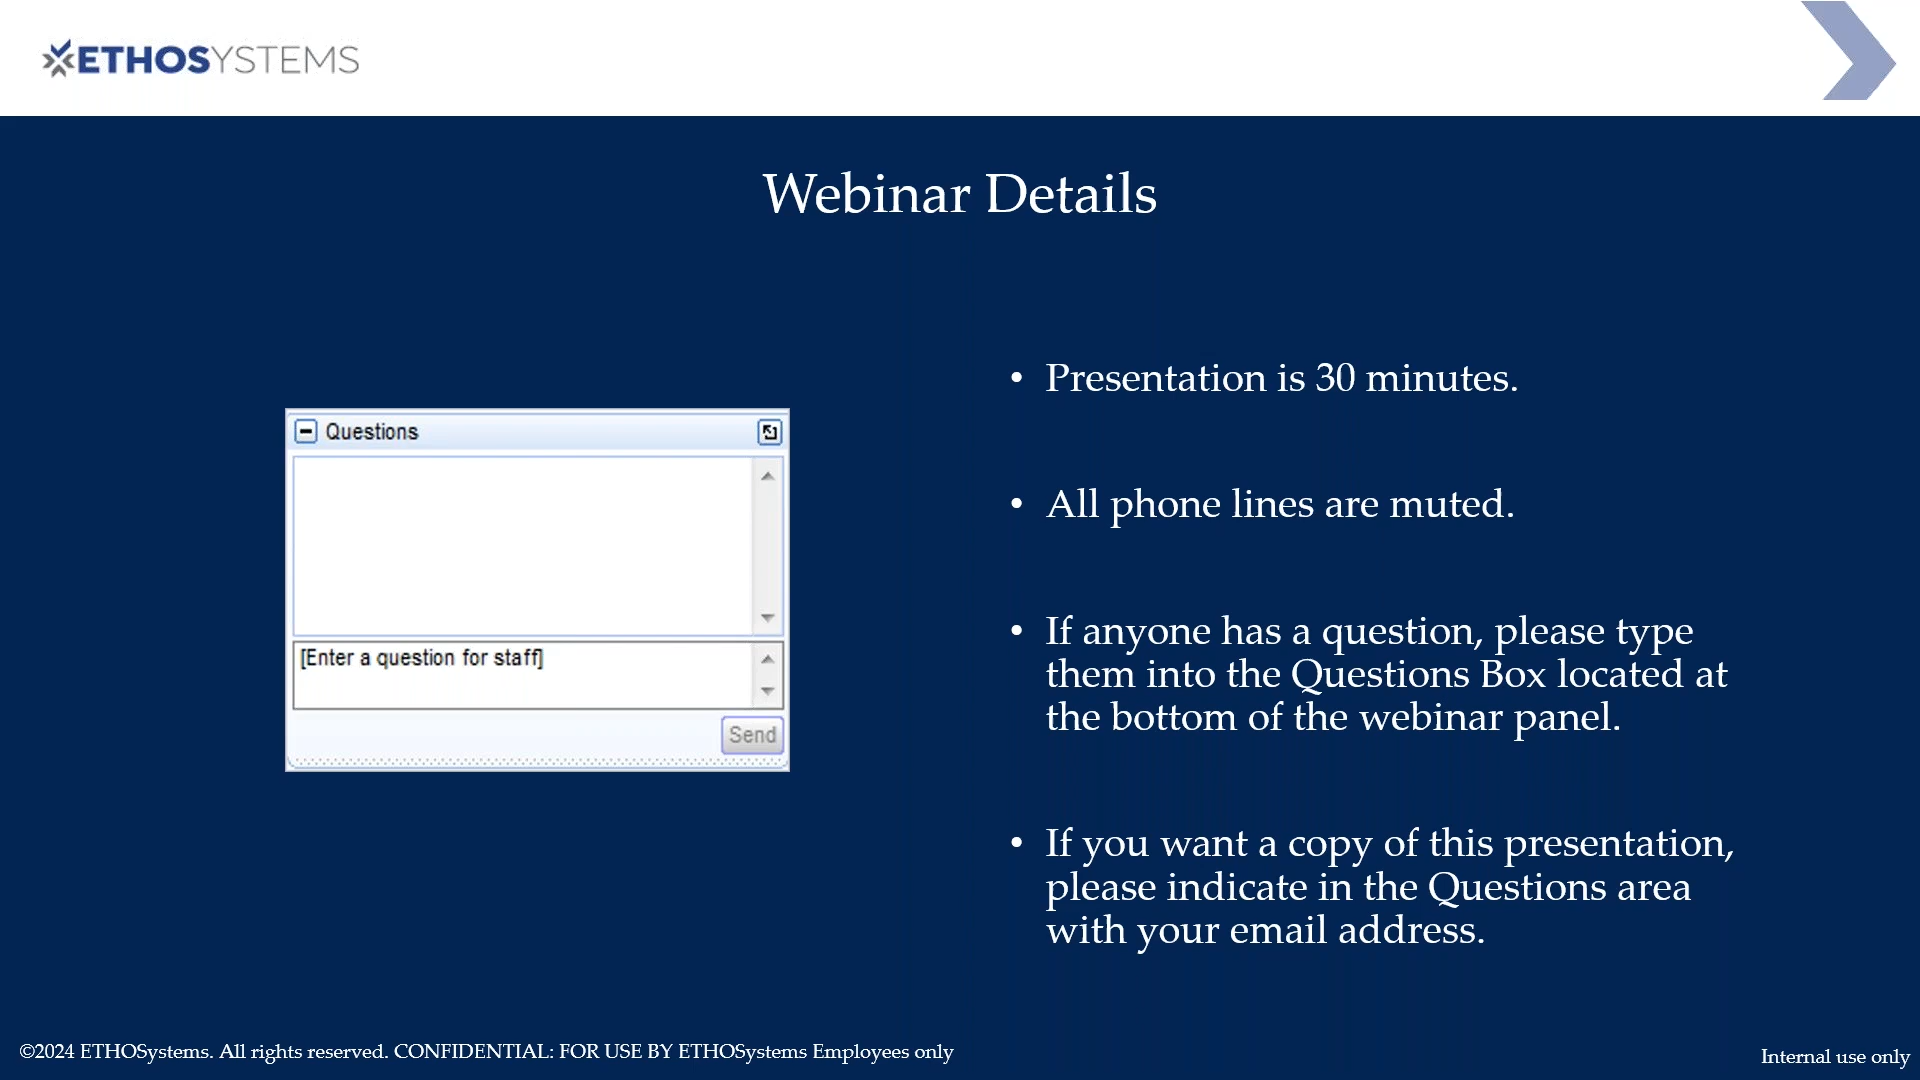 ETHOSYSTEMS
Webinar Details
Questions
[Enter a question for staff]
Send
• Presentation is 30 minutes.
• All phone lines are muted.
• If anyone has a question, please type
them into the Questions Box located at
the bottom of the webinar panel.
• If you want a copy of this presentation,
please indicate in the Questions area
with your email address.
©2024 ETHOSystems. All rights reserved. CONFIDENTIAL: FOR USE BY ETHOSystems Employees only
Internal use only